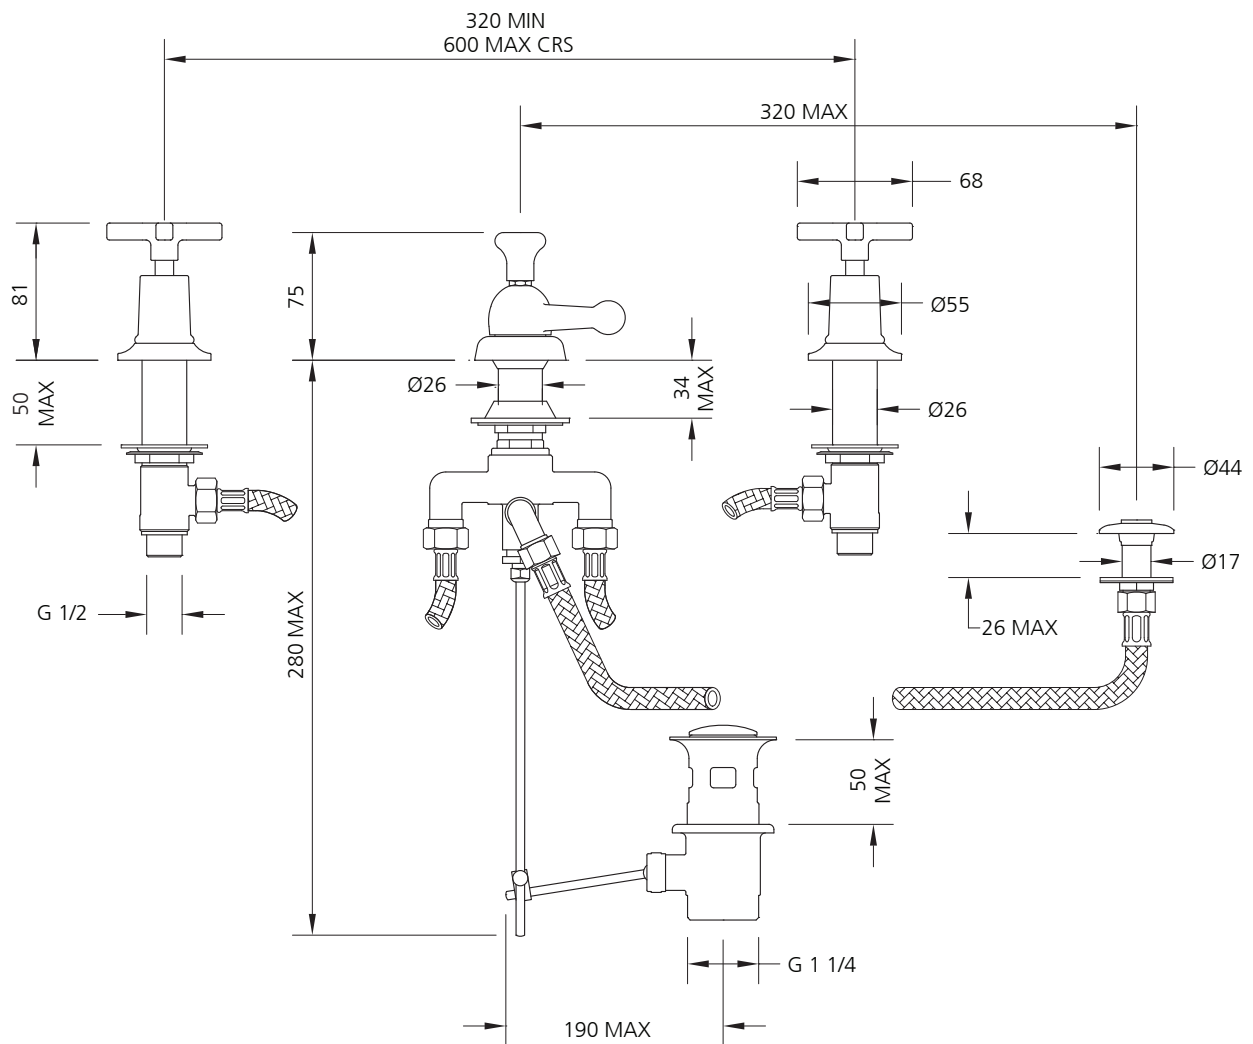 320 MIN
600 MAX CRS
320 MAX
68
81
75
Ø55
50
MAX
Ø26
34
MAX
Ø26
Ø44
Ø17
G 1/2
280 MAX
26 MAX
50
MAX
G 1 1/4
190 MAX